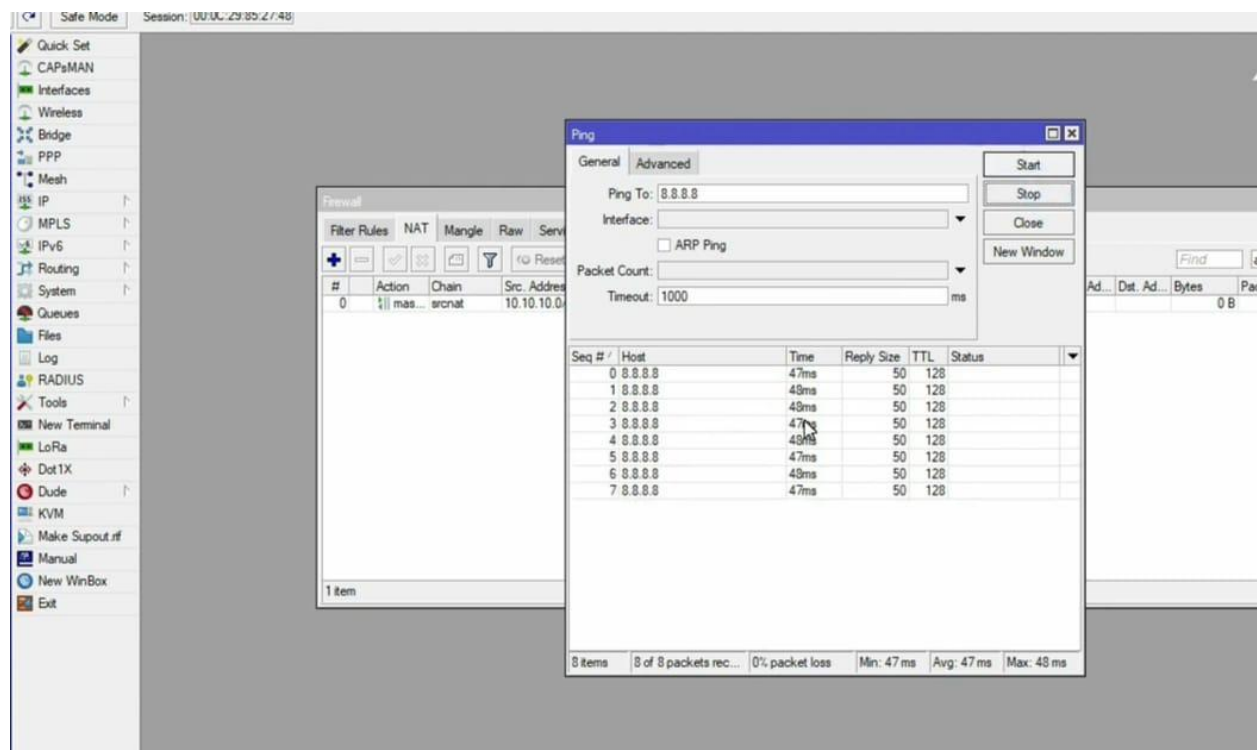 Safe Mode Session: 00:0C:29:85:27:48
Quick Set
CAPsMAN
Interfaces
Wireless
Bridge
PPP
Mesh
IP
MPLS
IPv6
Routing
System
Queues
Files
Log
RADIUS
Tools
New Terminal
LoRa
Dot1X
Dude
KVM
Make Supout.rif
Manual
New WinBox
Exit
Firewall
Filter Rules NAT Mangle Raw Servi
Reset
Find
# Action Chain Src. Addres
Ad... Dst. Ad... Bytes Pac
0 mas... srcnat 10.10.10.0/
0 B
1 item
Ping
General Advanced
Ping To: 8.8.8.8
Interface:
ARP Ping
Packet Count:
Timeout: 1000 ms
Start
Stop
Close
New Window
Seq # Host Time Reply Size TTL Status
0 8.8.8.8 47ms 50 128
1 8.8.8.8 48ms 50 128
2 8.8.8.8 48ms 50 128
3 8.8.8.8 47ms 50 128
4 8.8.8.8 48ms 50 128
5 8.8.8.8 47ms 50 128
6 8.8.8.8 48ms 50 128
7 8.8.8.8 47ms 50 128
8 items 8 of 8 packets rec... 0% packet loss Min: 47 ms Avg: 47 ms Max: 48 ms